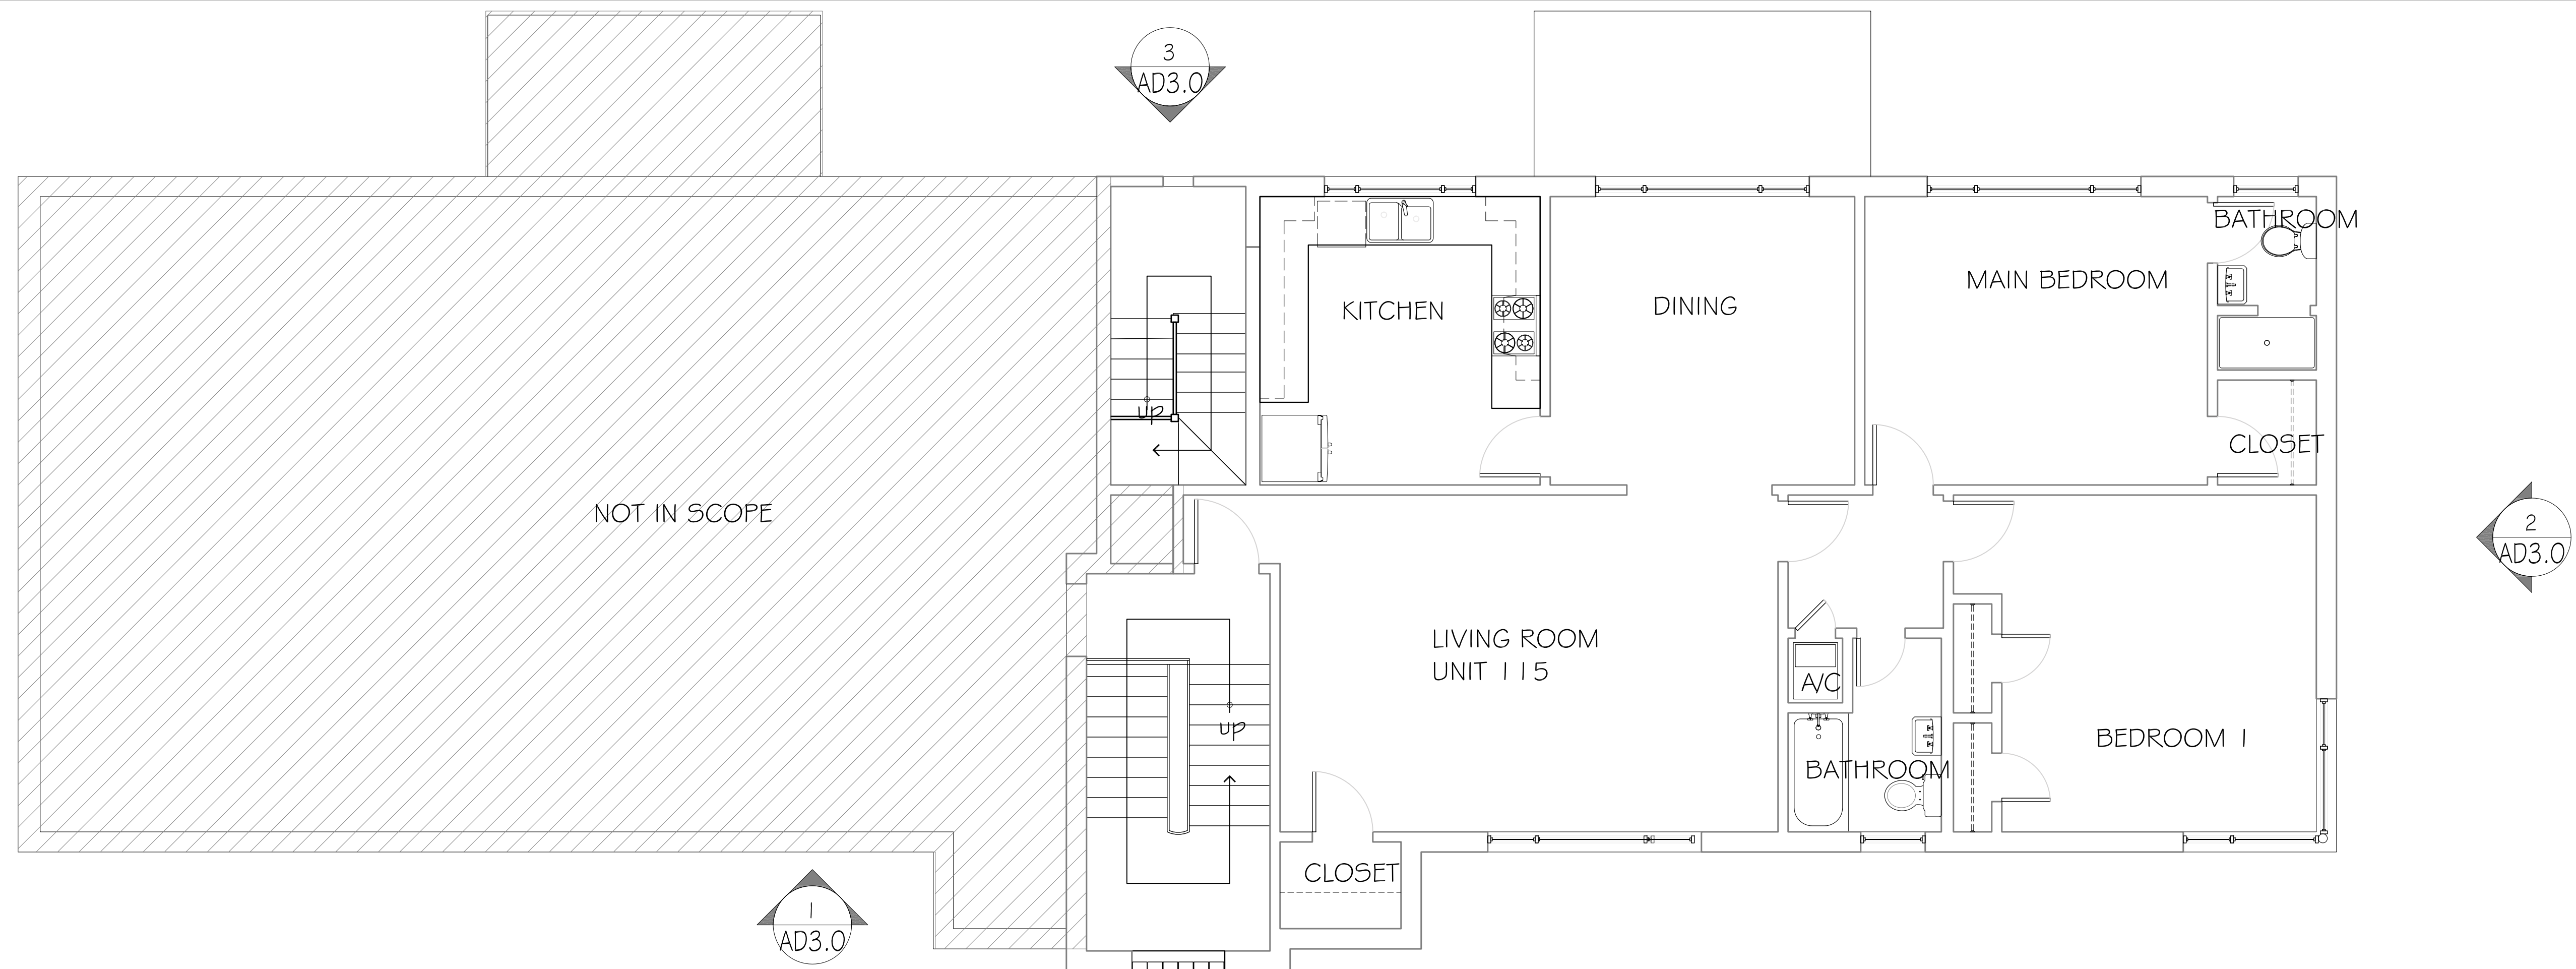 3
AD3.0
BATHROOM
MAIN BEDROOM
KITCHEN
DINING
UP
CLOSET
NOT IN SCOPE
2
AD3.0
LIVING ROOM
UNIT 115
A/C
UP
BEDROOM 1
BATHROOM
CLOSET
1
AD3.0